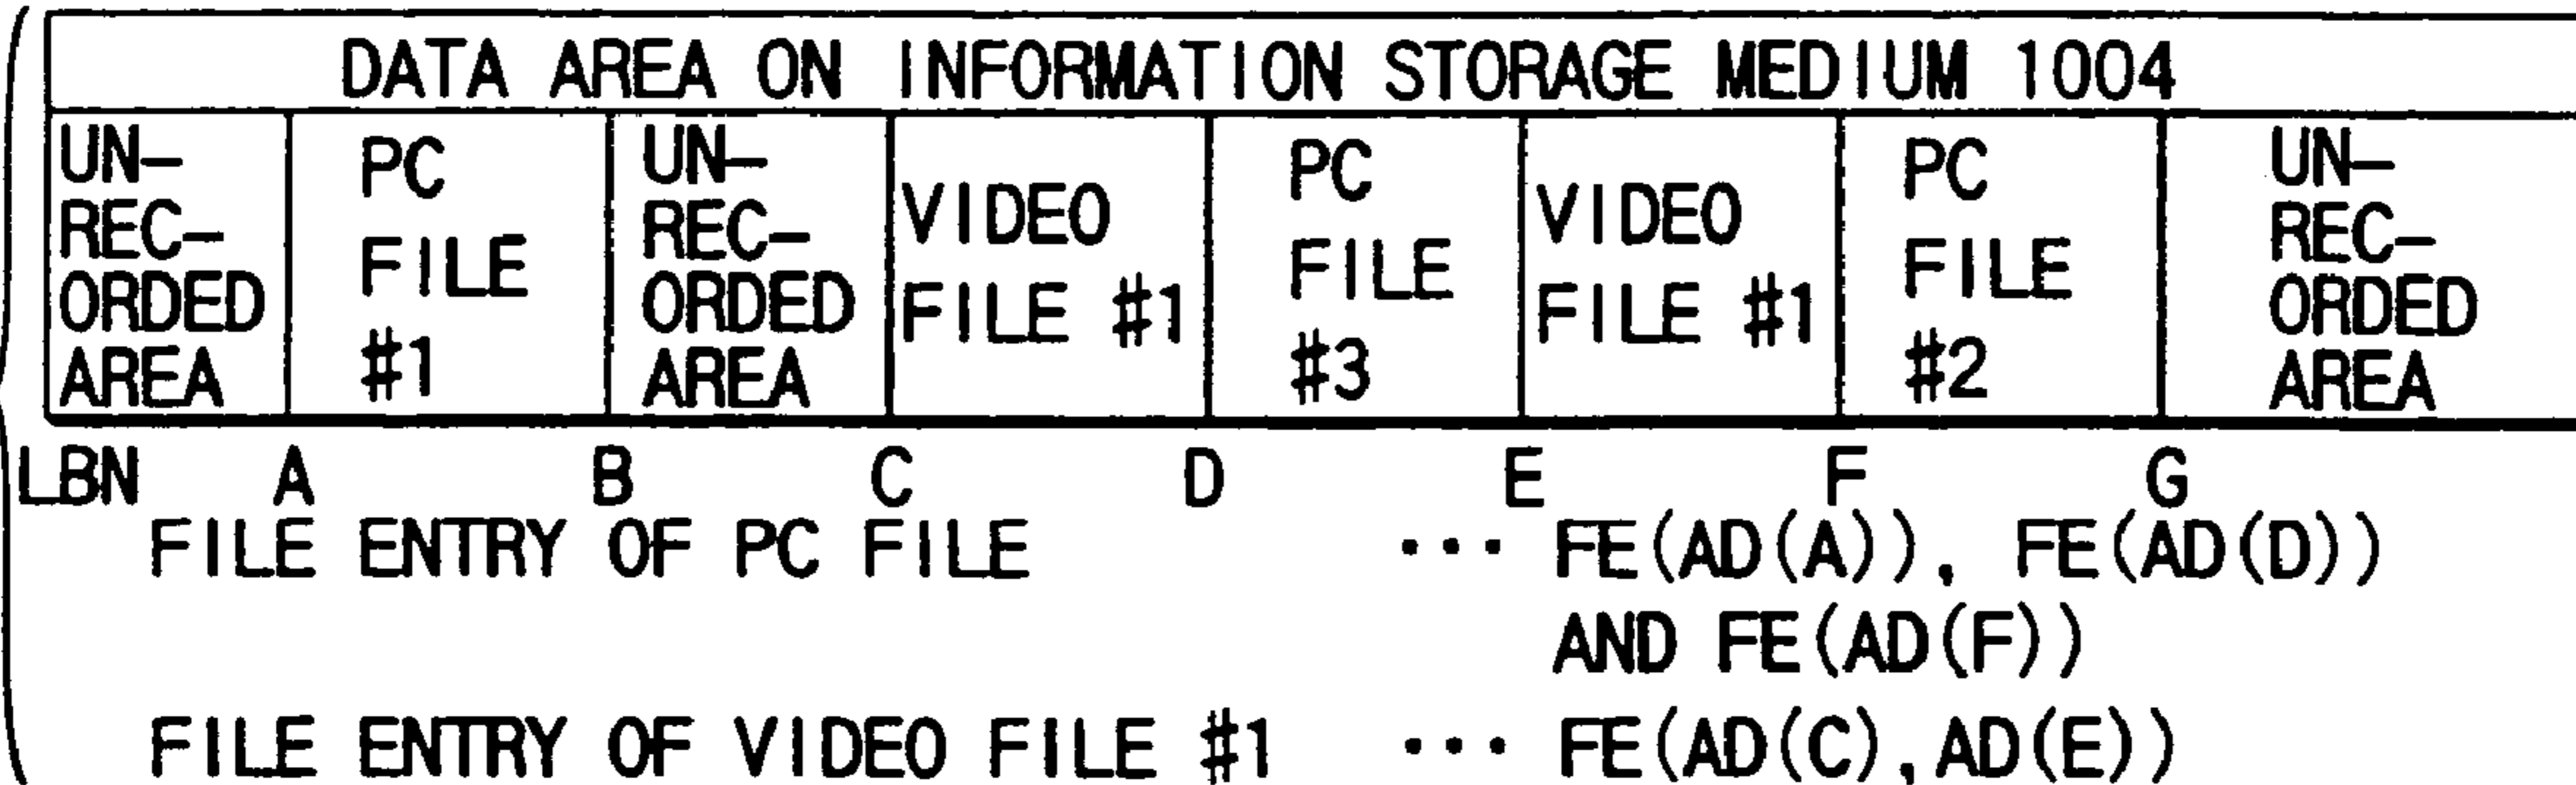 DATA AREA ON INFORMATION STORAGE MEDIUM 1004
UN-
REC-
ORDED
AREA
PC
FILE
#1
UN-
REC-
ORDED
AREA
VIDEO
FILE #1
PC
FILE
#3
VIDEO
FILE #1
PC
FILE
#2
UN-
REC-
ORDED
AREA
LBN A B C D E F G
FILE ENTRY OF PC FILE ··· FE(AD(A)), FE(AD(D))
AND FE(AD(F))
FILE ENTRY OF VIDEO FILE #1 ··· FE(AD(C), AD(E))